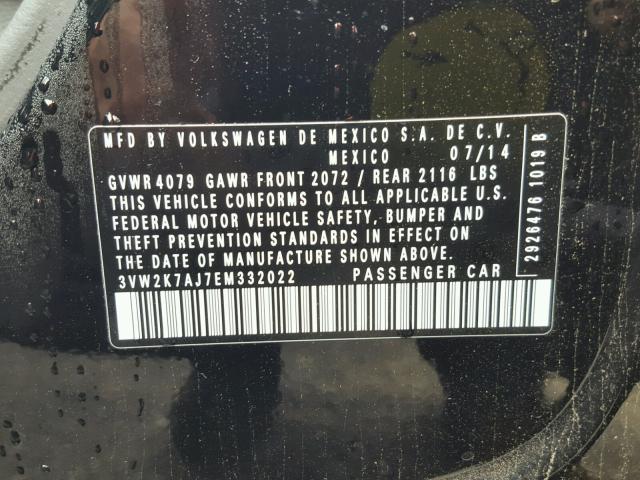 MFD BY VOLKSWAGEN DE MEXICO S.A. DE C.V.
MEXICO 07/14
GVWR 4079 GAWR FRONT 2072 / REAR 2116 LBS
THIS VEHICLE CONFORMS TO ALL APPLICABLE U.S.
FEDERAL MOTOR VEHICLE SAFETY, BUMPER AND
THEFT PREVENTION STANDARDS IN EFFECT ON
THE DATE OF MANUFACTURE SHOWN ABOVE.
3VW2K7AJ7EM332022 PASSENGER CAR
2926476 1019 B